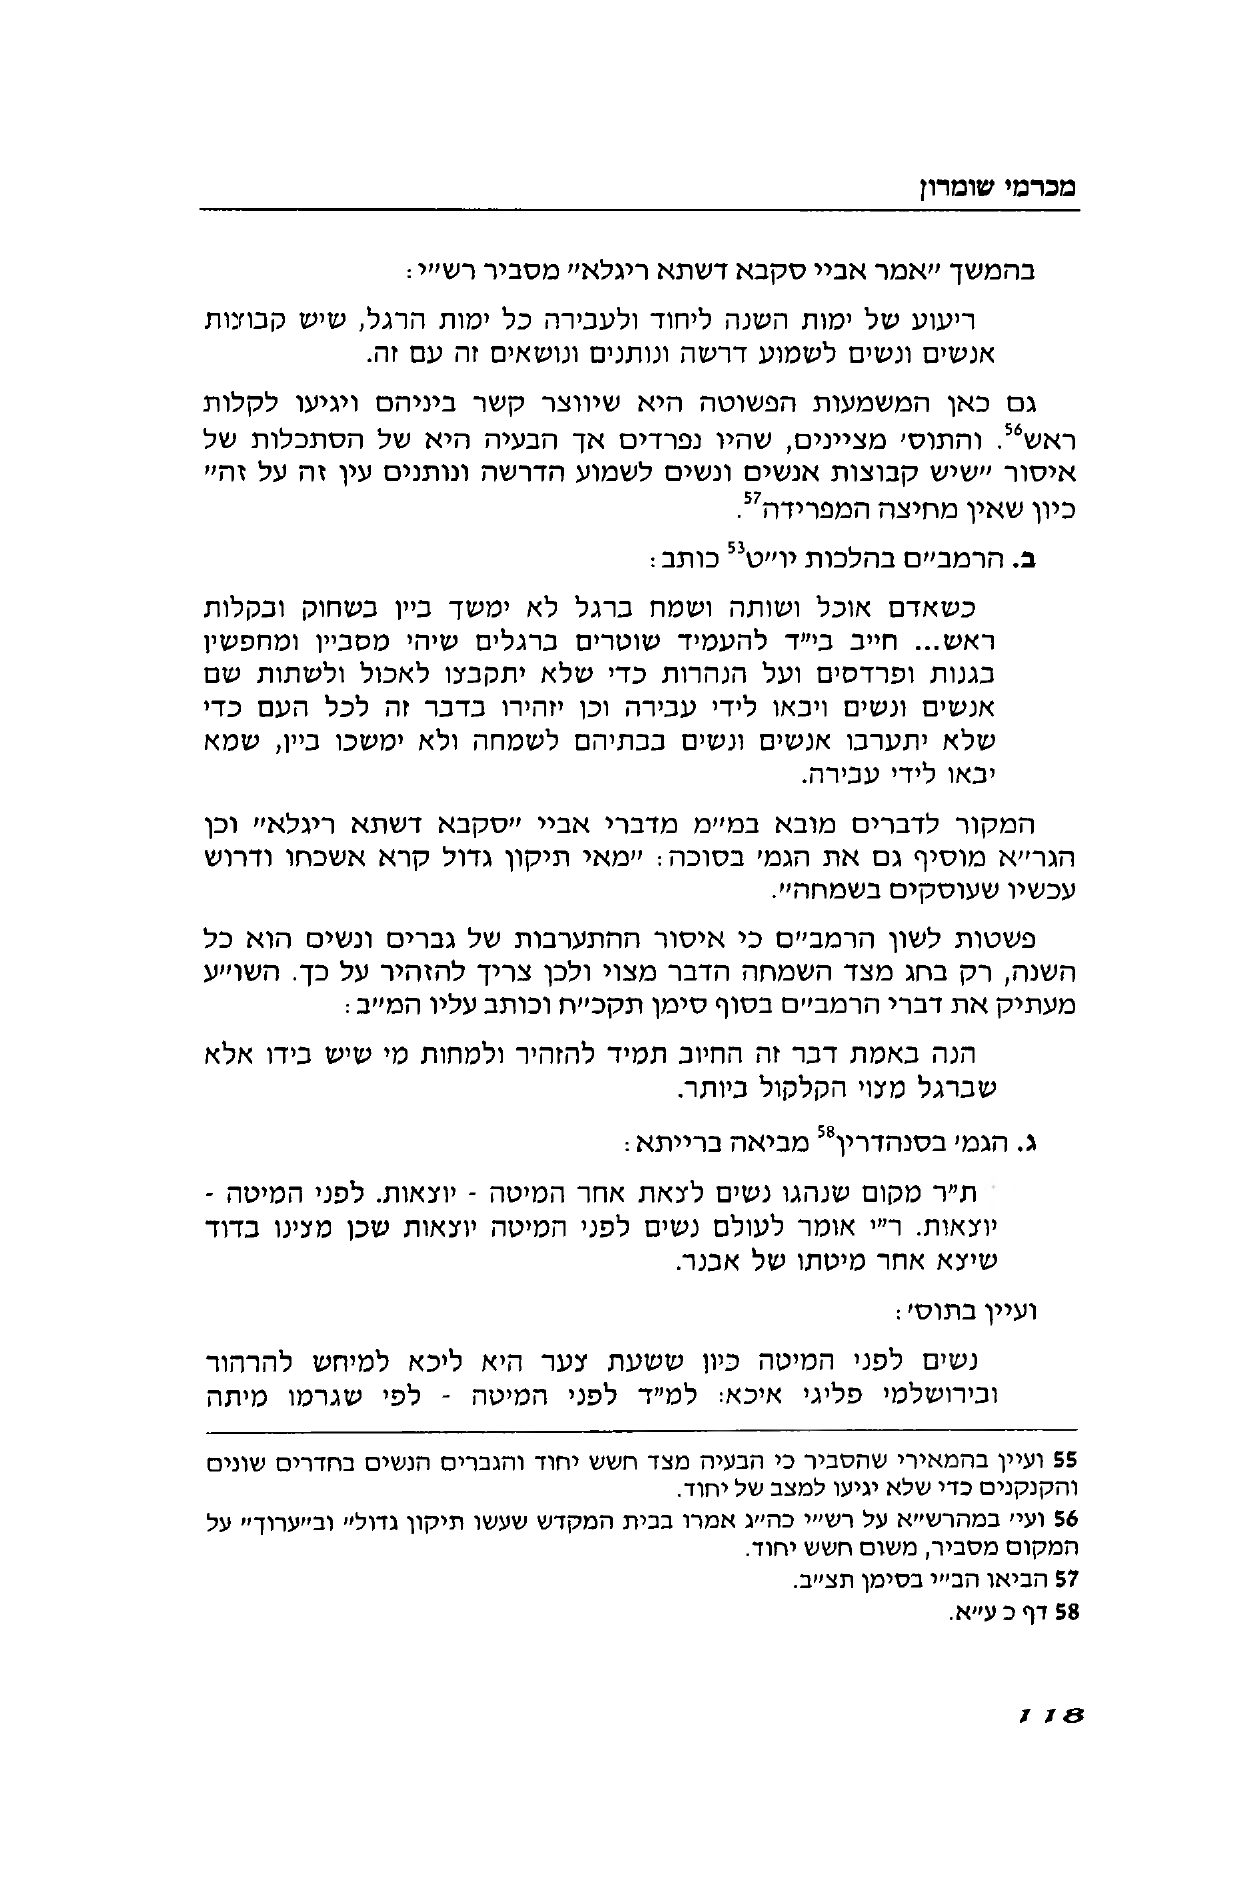 מכרמי שומרון
בהמשך "אמר אביי סקבא דשתא ריגלא" מסביר רש"י:
ריעוע של ימות השנה ליחוד ולעבירה כל ימות הרגל, שיש קבוצות
אנשים ונשים לשמוע דרשה ונותנים ונושאים זה עם זה.
גם כאן המשמעות הפשוטה היא שיווצר קשר ביניהם ויגיעו לקלות
ראש56. והתוס' מציינים, שהיו נפרדים אך הבעיה היא של הסתכלות של
איסור "שיש קבוצות אנשים ונשים לשמוע הדרשה ונותנים עין זה על זה"
כיון שאין מחיצה המפרידה57.
ב. הרמב"ם בהלכות יו"ט53 כותב:
כשאדם אוכל ושותה ושמח ברגל לא ימשך ביין בשחוק ובקלות
ראש... חייב בי"ד להעמיד שוטרים ברגלים שיהי מסביין ומחפשין
בגנות ופרדסים ועל הנהרות כדי שלא יתקבצו לאכול ולשתות שם
אנשים ונשים ויבאו לידי עבירה וכן יזהירו בדבר זה לכל העם כדי
שלא יתערבו אנשים ונשים בבתיהם לשמחה ולא ימשכו ביין, שמא
יבאו לידי עבירה.
המקור לדברים מובא במ"מ מדברי אביי "סקבא דשתא ריגלא" וכן
הגר"א מוסיף גם את הגמ' בסוכה: "מאי תיקון גדול קרא אשכחו ודרוש
עכשיו שעוסקים בשמחה".
פשטות לשון הרמב"ם כי איסור ההתערבות של גברים ונשים הוא כל
השנה, רק בחג מצד השמחה הדבר מצוי ולכן צריך להזהיר על כך. השו"ע
מעתיק את דברי הרמב"ם בסוף סימן תקכ"ח וכותב עליו המ"ב:
הנה באמת דבר זה החיוב תמיד להזהיר ולמחות מי שיש בידו אלא
שברגל מצוי הקלקול ביותר.
ג. הגמ' בסנהדרין58 מביאה ברייתא:
ת"ר מקום שנהגו נשים לצאת אחר המיטה - יוצאות. לפני המיטה -
יוצאות. ר"י אומר לעולם נשים לפני המיטה יוצאות שכן מצינו בדוד
שיצא אחר מיטתו של אבנר.
ועיין בתוס':
נשים לפני המיטה כיון ששעת צער היא ליכא למיחש להרהור
ובירושלמי פליגי איכא: למ"ד לפני המיטה - לפי שגרמו מיתה
55 ועיין בהמאירי שהסביר כי הבעיה מצד חשש יחוד והגברים הנשים בחדרים שונים
והקנקנים כדי שלא יגיעו למצב של יחוד.
56 ועי' במהרש"א על רש"י כה"ג אמרו בבית המקדש שעשו תיקון גדול" וב"ערוך" על
המקום מסביר, משום חשש יחוד.
57 הביאו הב"י בסימן תצ"ב.
58 דף כ ע"א.
118